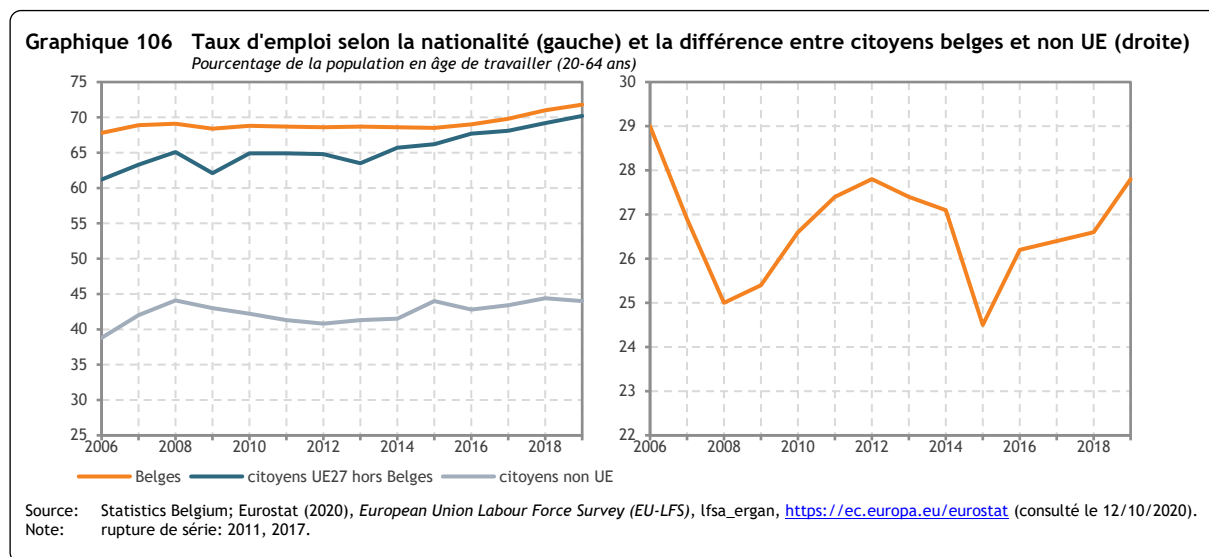 Graphique 106 Taux d'emploi selon la nationalité (gauche) et la différence entre citoyens belges et non UE (droite)
Pourcentage de la population en âge de travailler (20-64 ans)
75
70
65
60
55
50
45
40
35
30
25
2006 2008 2010 2012 2014 2016 2018
30
29
28
27
26
25
24
23
22
2006 2008 2010 2012 2014 2016 2018
Belges citoyens UE27 hors Belges citoyens non UE
Source: Statistics Belgium; Eurostat (2020), European Union Labour Force Survey (EU-LFS), lfsa_ergan, https://ec.europa.eu/eurostat (consulté le 12/10/2020).
Note: rupture de série: 2011, 2017.